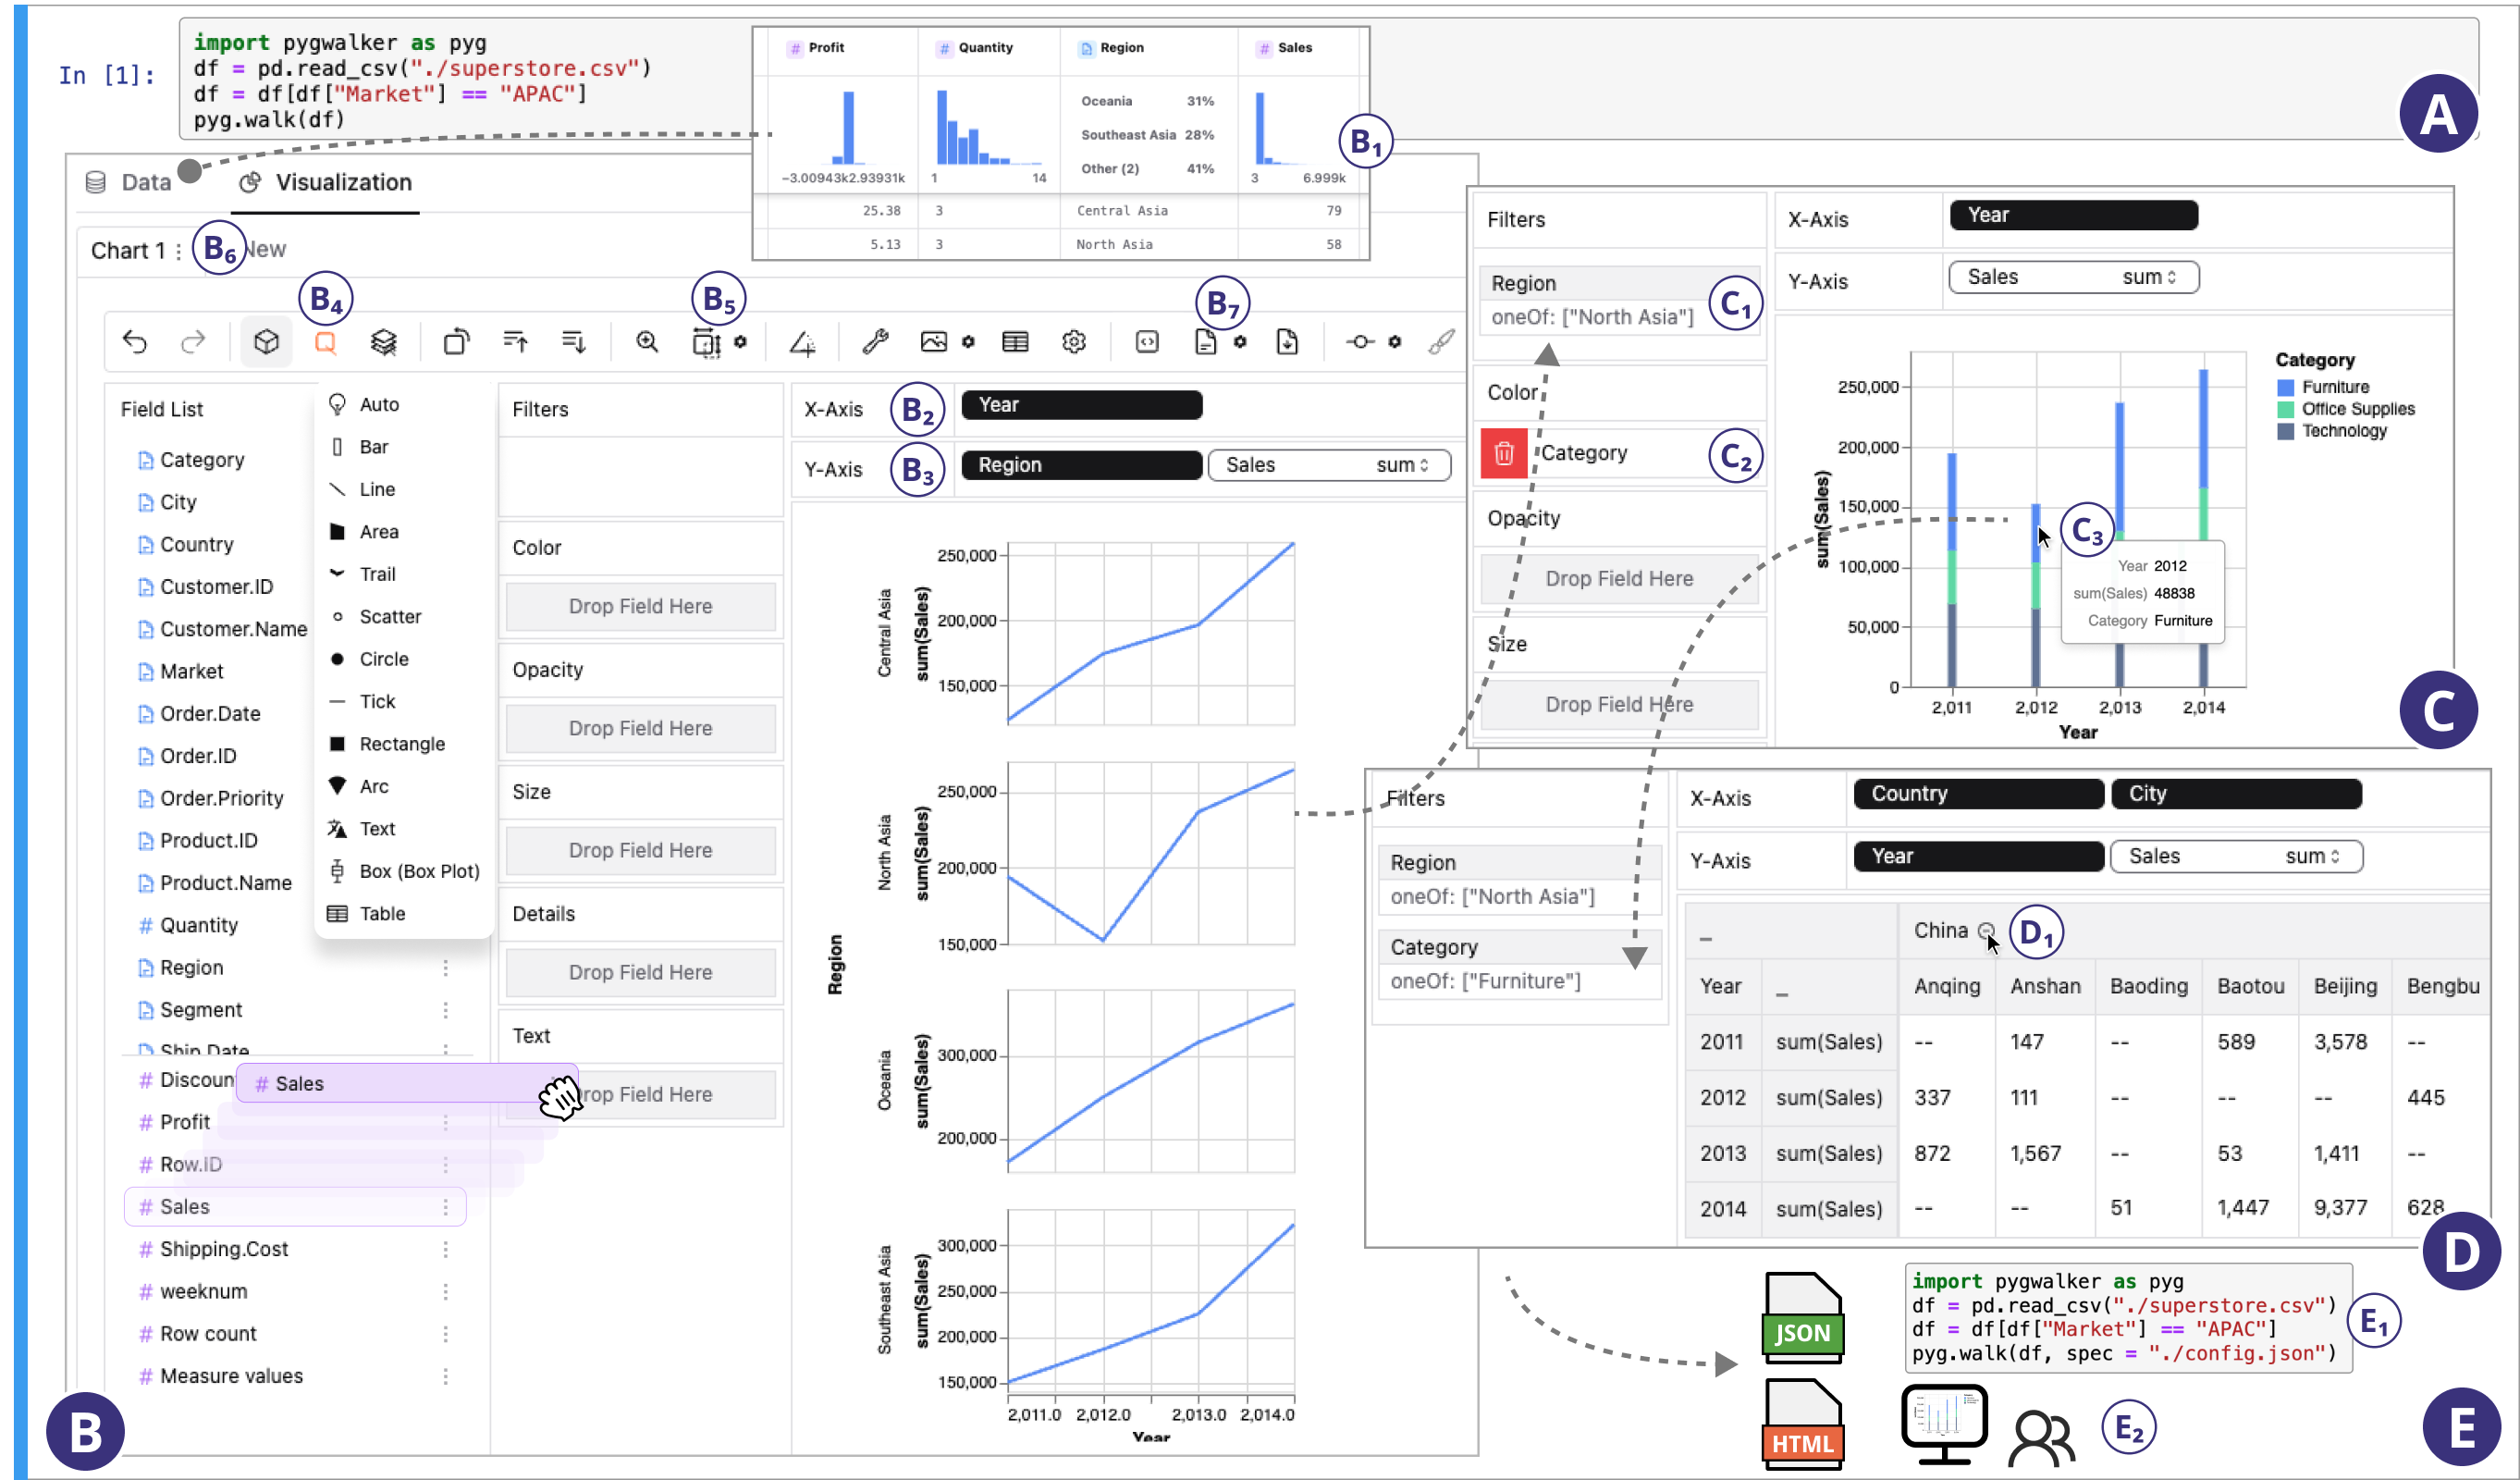 In [1]:
import pygwalker as pyg
df = pd.read_csv("./superstore.csv")
df = df[df["Market"] == "APAC"]
pyg.walk(df)
A
# Profit
# Quantity
Region
# Sales
Oceania 31%
Southeast Asia 28%
Other (2) 41%
−3.00943k2.93931k
1 14
3 6.999k
25.38 3 Central Asia 79
5.13 3 North Asia 58
B1
Data
Visualization
Chart 1
B6
New
B4
B5
B7
Field List
Category
City
Country
Customer.ID
Customer.Name
Market
Order.Date
Order.ID
Order.Priority
Product.ID
Product.Name
# Quantity
Region
Segment
Ship Date
# Discoun
# Sales
# Profit
# Row.ID
# Sales
# Shipping.Cost
# weeknum
# Row count
# Measure values
Auto
Bar
Line
Area
Trail
Scatter
Circle
Tick
Rectangle
Arc
Text
Box (Box Plot)
Table
Filters
Color
Drop Field Here
Opacity
Drop Field Here
Size
Drop Field Here
Details
Drop Field Here
Text
Drop Field Here
X-Axis
B2
Year
Y-Axis
B3
Region
Sales sum
Region
Central Asia
sum(Sales)
250,000
200,000
150,000
North Asia
sum(Sales)
250,000
200,000
150,000
Oceania
sum(Sales)
300,000
200,000
Southeast Asia
sum(Sales)
300,000
250,000
200,000
150,000
2,011.0 2,012.0 2,013.0 2,014.0
Year
B
Filters
Region
oneOf: ["North Asia"]
C1
Color
Category
C2
Opacity
Drop Field Here
Size
Drop Field Here
X-Axis
Year
Y-Axis
Sales sum
sum(Sales)
250,000
200,000
150,000
100,000
50,000
0
2,011 2,012 2,013 2,014
Year
Category
Furniture
Office Supplies
Technology
C3
Year 2012
sum(Sales) 48838
Category Furniture
C
Filters
Region
oneOf: ["North Asia"]
Category
oneOf: ["Furniture"]
X-Axis
Country
City
Y-Axis
Year
Sales sum
_ China
D1
Year _ Anqing Anshan Baoding Baotou Beijing Bengbu
2011 sum(Sales) -- 147 -- 589 3,578 --
2012 sum(Sales) 337 111 -- -- -- 445
2013 sum(Sales) 872 1,567 -- 53 1,411 --
2014 sum(Sales) -- -- 51 1,447 9,377 628
D
JSON
HTML
import pygwalker as pyg
df = pd.read_csv("./superstore.csv")
df = df[df["Market"] == "APAC"]
pyg.walk(df, spec = "./config.json")
E1
E2
E